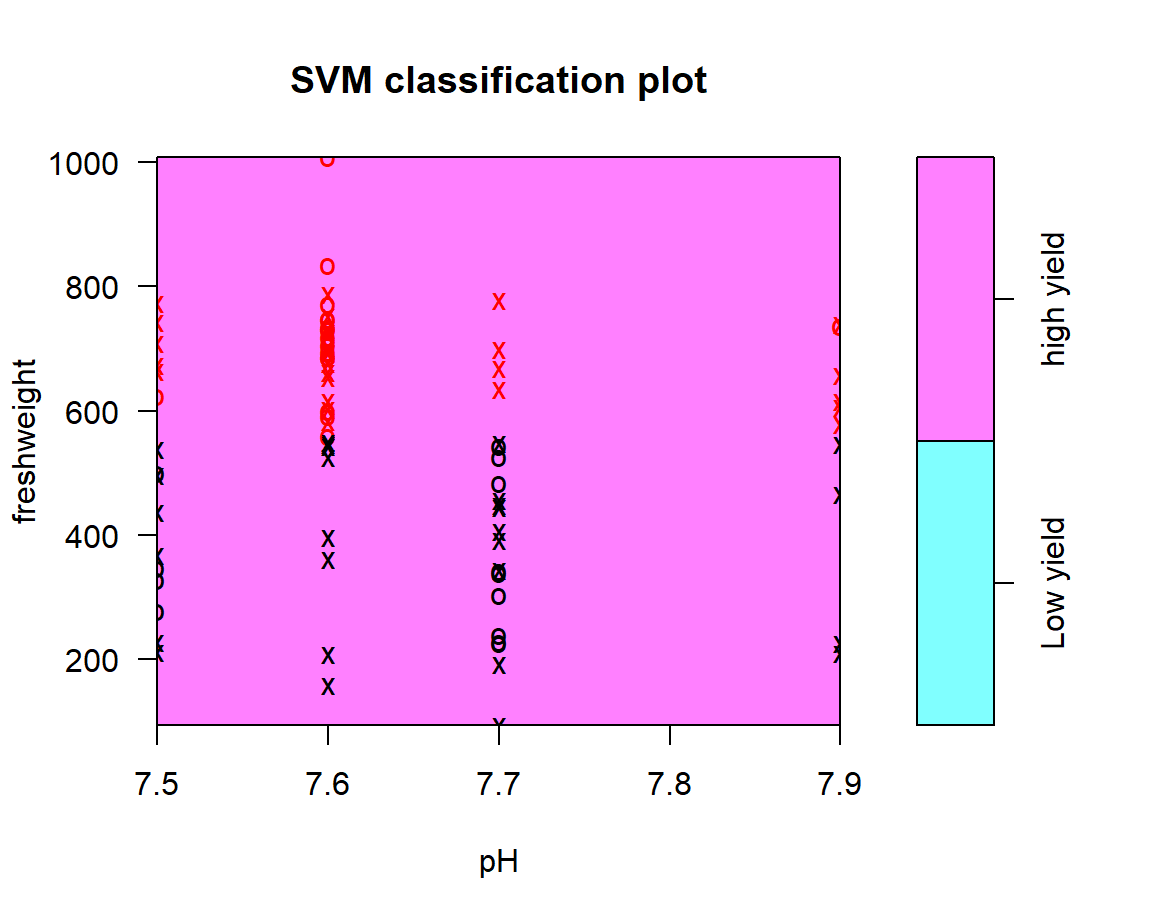 SVM classification plot
1000
800
600
400
200
freshweight
7.5 7.6 7.7 7.8 7.9
pH
high yield
Low yield